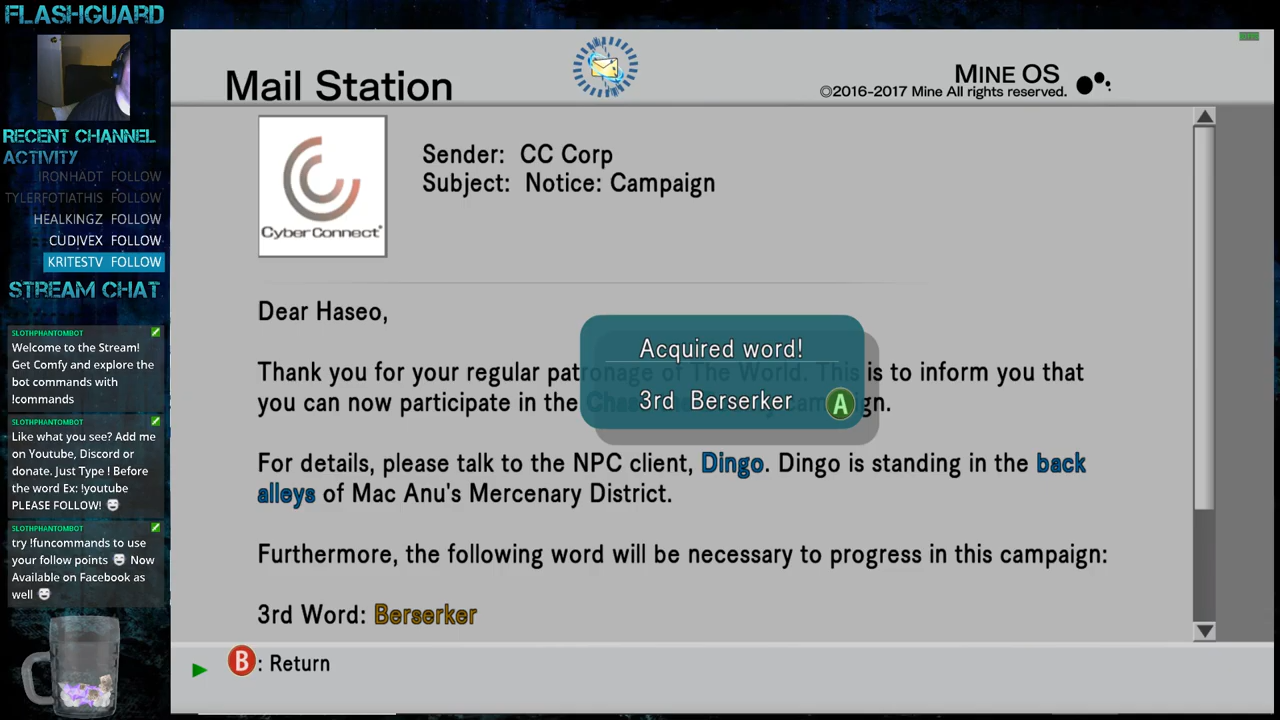 FLASHGUARD
RECENT CHANNEL
ACTIVITY
IRONHADT FOLLOW
TYLERFOTIATHIS FOLLOW
HEALKINGZ FOLLOW
CUDIVEX FOLLOW
KRITESTV FOLLOW
STREAM CHAT
SLOTHPHANTOMBOT
Welcome to the Stream!
Get Comfy and explore the
bot commands with
!commands
SLOTHPHANTOMBOT
Like what you see? Add me
on Youtube, Discord or
donate. Just Type ! Before
the word Ex: !youtube
PLEASE FOLLOW!
SLOTHPHANTOMBOT
try !funcommands to use
your follow points Now
Available on Facebook as
well
Mail Station
MINE OS
©2016-2017 Mine All rights reserved.
CyberConnect
Sender: CC Corp
Subject: Notice: Campaign
Dear Haseo,
Thank you for your regular patronage of The World. This is to inform you that
you can now participate in the campaign.
Acquired word!
3rd Berserker A
For details, please talk to the NPC client, Dingo. Dingo is standing in the back
alleys of Mac Anu's Mercenary District.
Furthermore, the following word will be necessary to progress in this campaign:
3rd Word: Berserker
B : Return